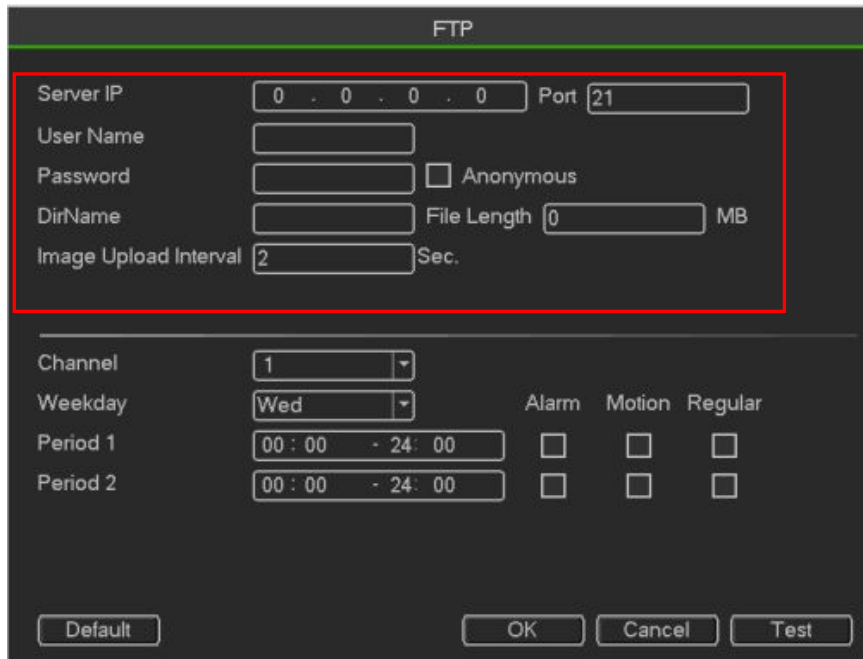 FTP
Server IP 0 . 0 . 0 . 0 Port 21
User Name
Password Anonymous
DirName File Length 0 MB
Image Upload Interval 2 Sec.
Channel 1
Weekday Wed Alarm Motion Regular
Period 1 00 : 00 - 24 : 00
Period 2 00 : 00 - 24 : 00
Default OK Cancel Test